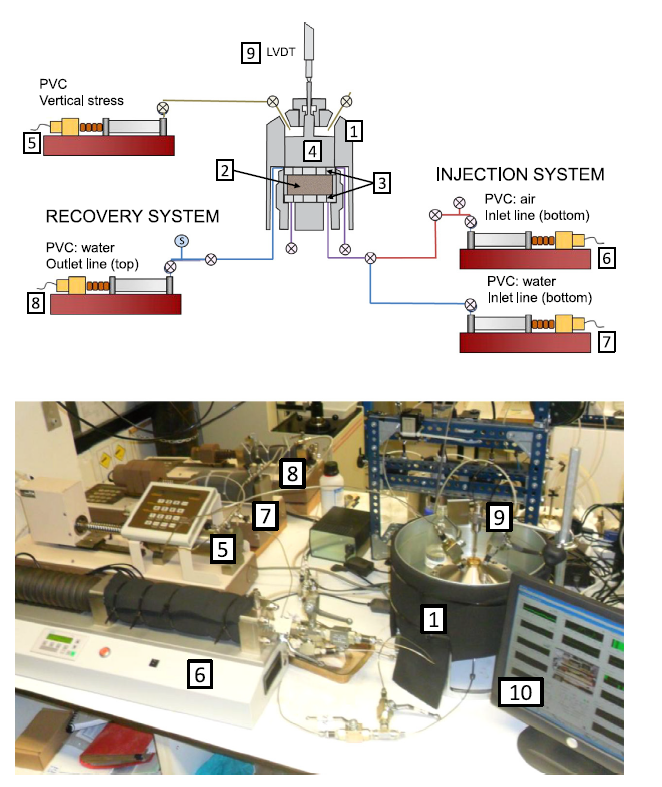 9 LVDT
PVC
Vertical stress
5
1
4
2
3
INJECTION SYSTEM
PVC: air
Inlet line (bottom)
6
RECOVERY SYSTEM
PVC: water
Outlet line (top)
S
8
PVC: water
Inlet line (bottom)
7
8
7
9
5
1
6
10